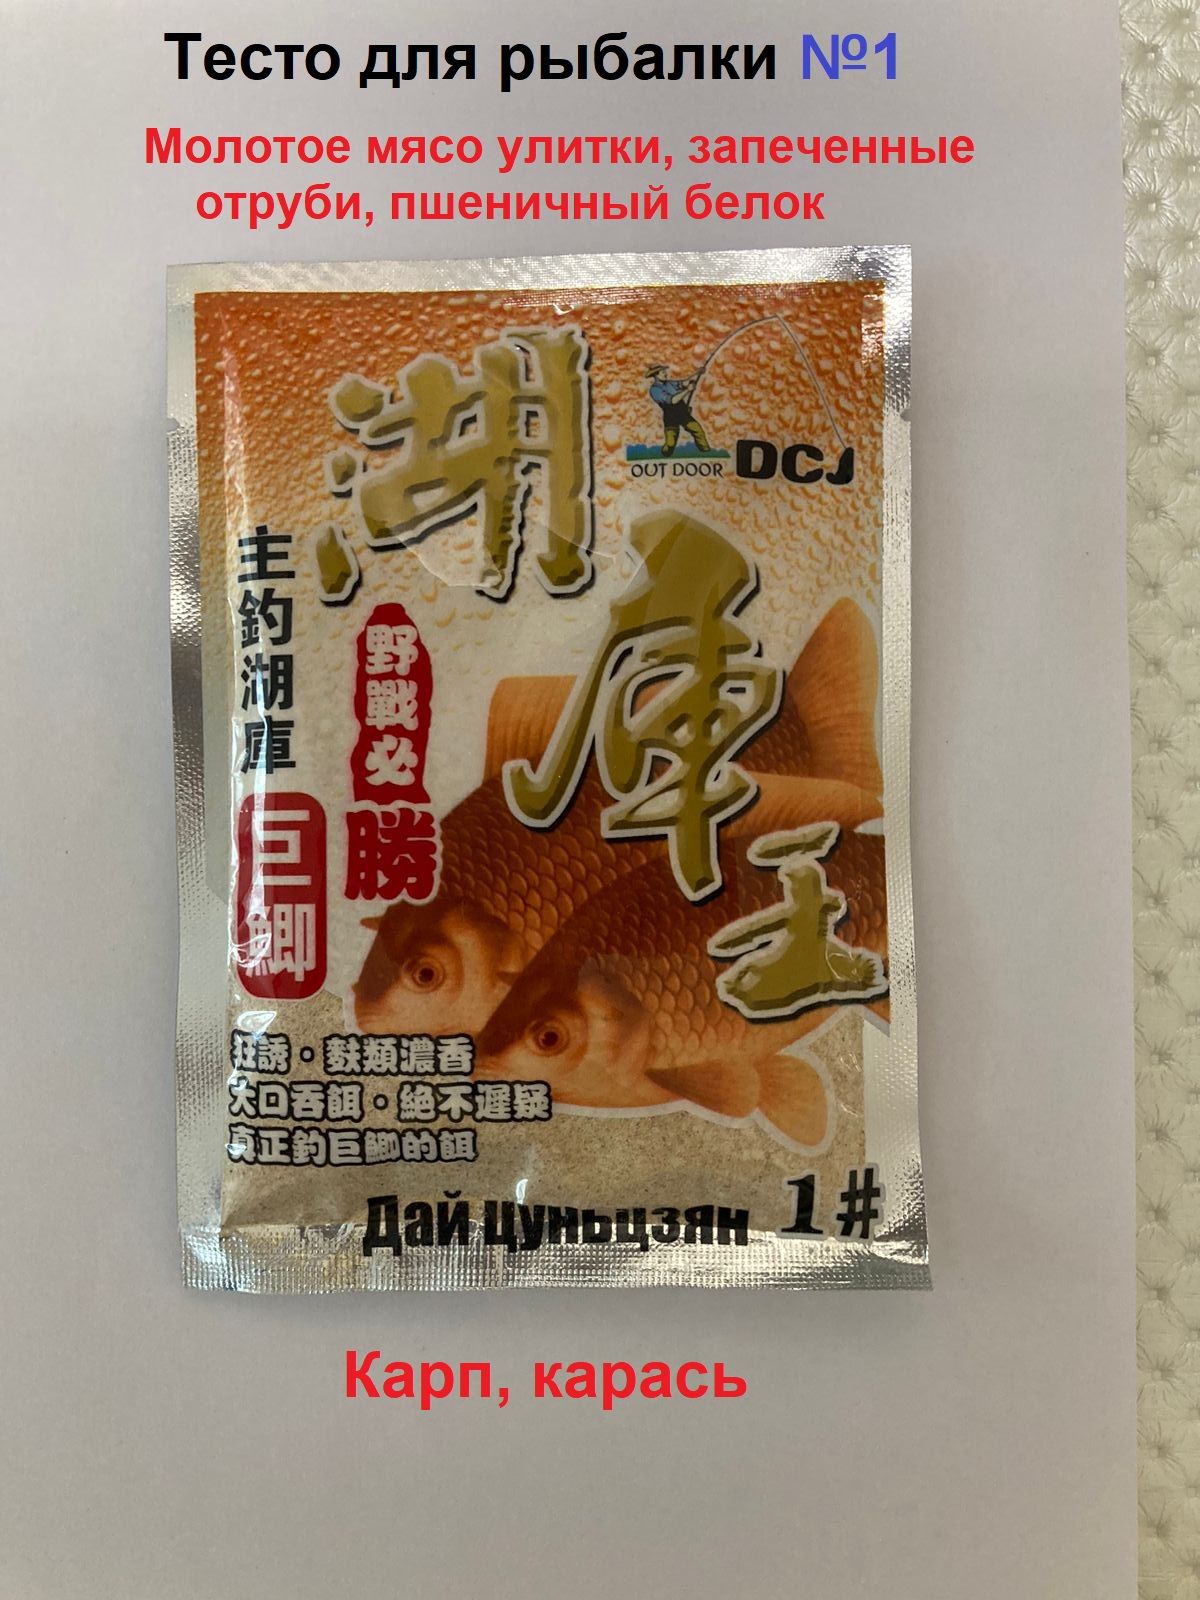 Тесто для рыбалки №1
Молотое мясо улитки, запеченные
отруби, пшеничный белок
湖庫王
OUT DOOR DCJ
主釣湖庫
巨鯽
野戰必勝
狂誘·麩類濃香
大口吞餌·絕不遲疑
真正釣巨鯽的餌
Дай цуньцзян 1#
Карп, карась